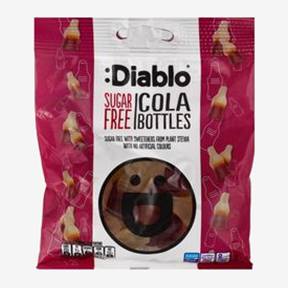 :Diablo
SUGAR FREE
COLA BOTTLES
SUGAR FREE WITH SWEETENERS FROM PLANT STEVIA
WITH NO ARTIFICIAL COLOURS